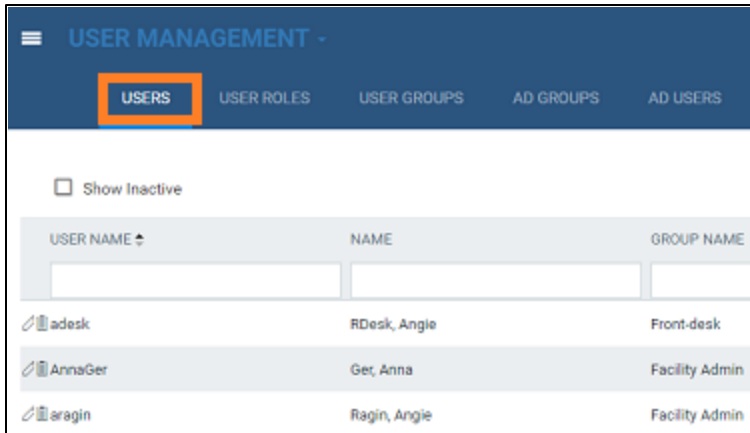 USER MANAGEMENT
USERS USER ROLES USER GROUPS AD GROUPS AD USERS
Show Inactive
USER NAME NAME GROUP NAME
adesk RDesk, Angie Front-desk
AnnaGer Ger, Anna Facility Admin
aragin Ragin, Angie Facility Admin